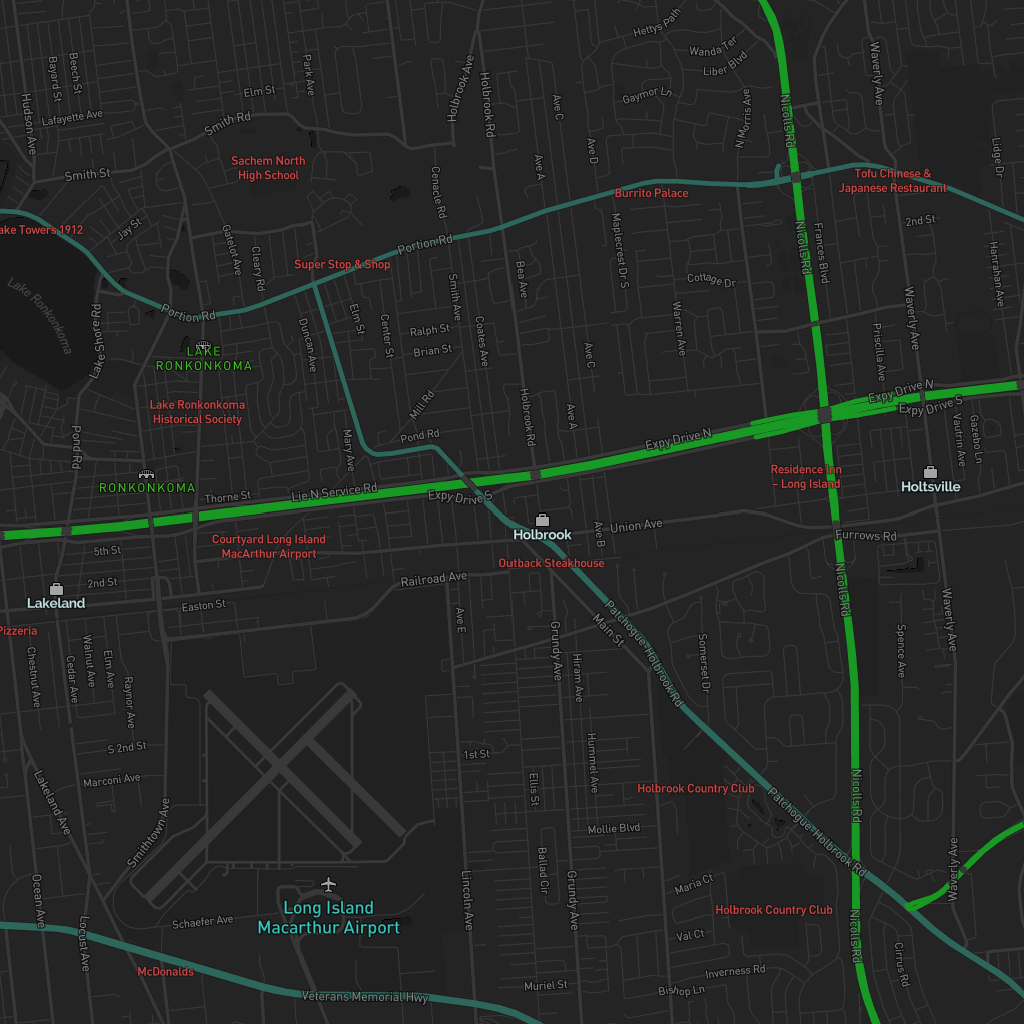 Hettys Path
Wanda Ter
Liber Blvd
Waverly Ave
Beech St
Bayard St
Park Ave
Holbrook Ave
Holbrook Rd
Elm St
Gaymor Ln
N Morris Ave
Nicolls Rd
Hudson Ave
Lafayette Ave
Smith Rd
Ave C
Ave D
Lidge Dr
Sachem North
High School
Smith St
Ave A
Cenacle Rd
Burrito Palace
Tofu Chinese &
Japanese Restaurant
2nd St
ake Towers 1912
Jay St
Gatelot Ave
Cleary Rd
Portion Rd
Maplecrest Dr S
Nicolls Rd
Frances Blvd
Hanrahan Ave
Super Stop & Shop
Bea Ave
Smith Ave
Cottage Dr
Lake Ronkonkoma
Portion Rd
Lake Shore Rd
Duncan Ave
Elm St
Center St
Ralph St
Brian St
Coates Ave
Warren Ave
Waverly Ave
Priscilla Ave
Ave C
LAKE
RONKONKOMA
Expy Drive N
Expy Drive S
Lake Ronkonkoma
Historical Society
Mill Rd
Holbrook Rd
Ave A
Pond Rd
Mary Ave
Pond Rd
Expy Drive N
Vautrin Ave
Gazebo Ln
Residence Inn
– Long Island
Holtsville
RONKONKOMA
Thorne St
Lie N Service Rd
Expy Drive S
Holbrook
Ave B
Union Ave
Furrows Rd
Courtyard Long Island
MacArthur Airport
5th St
Outback Steakhouse
2nd St
Railroad Ave
Nicolls Rd
Lakeland
Easton St
Ave E
Patchogue-Holbrook Rd
Main St
Waverly Ave
Pizzeria
Chestnut Ave
Cedar Ave
Walnut Ave
Elm Ave
Raynor Ave
Grundy Ave
Hiram Ave
Somerset Dr
Spence Ave
S 2nd St
1st St
Hummel Ave
Marconi Ave
Lakeland Ave
Ellis St
Holbrook Country Club
Nicolls Rd
Patchogue-Holbrook Rd
Smithtown Ave
Mollie Blvd
Waverly Ave
Ballad Cir
Ocean Ave
Lincoln Ave
Grundy Ave
Maria Ct
Long Island
Macarthur Airport
Schaefer Ave
Holbrook Country Club
Locust Ave
Val Ct
Nicolls Rd
Cirrus Rd
McDonalds
Inverness Rd
Muriel St
Bishop Ln
Veterans Memorial Hwy